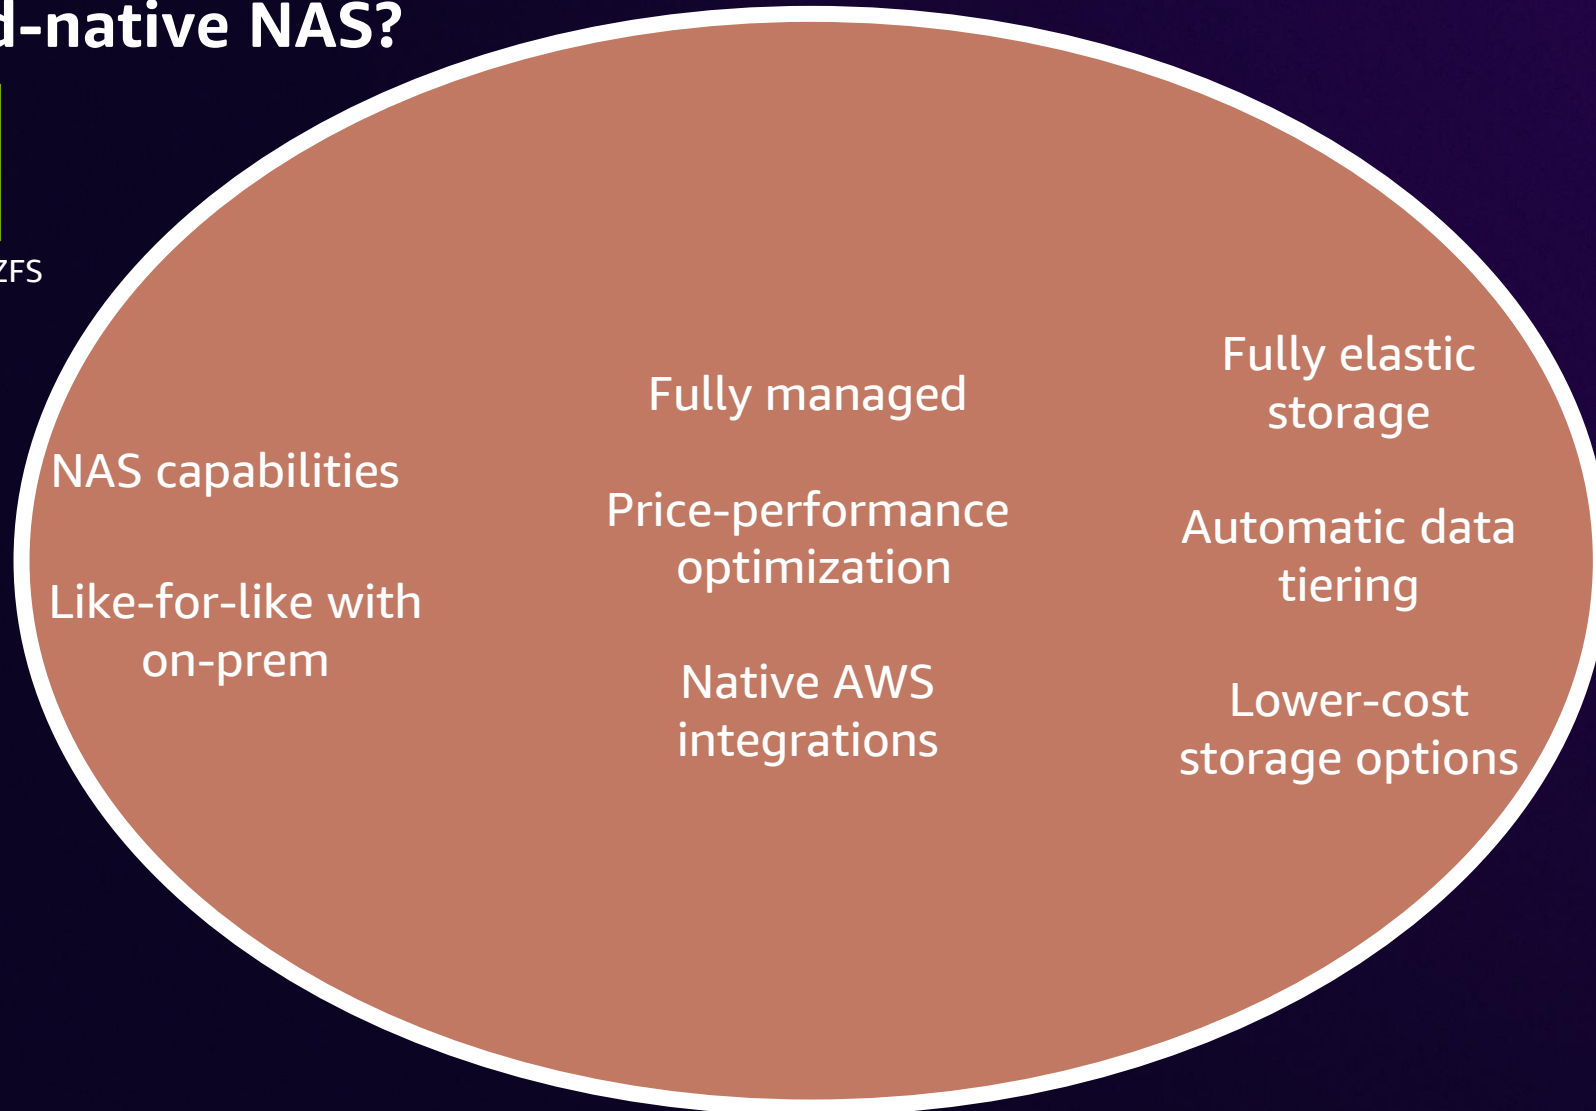 d-native NAS?
ZFS
NAS capabilities
Like-for-like with
on-prem
Fully managed
Price-performance
optimization
Native AWS
integrations
Fully elastic
storage
Automatic data
tiering
Lower-cost
storage options